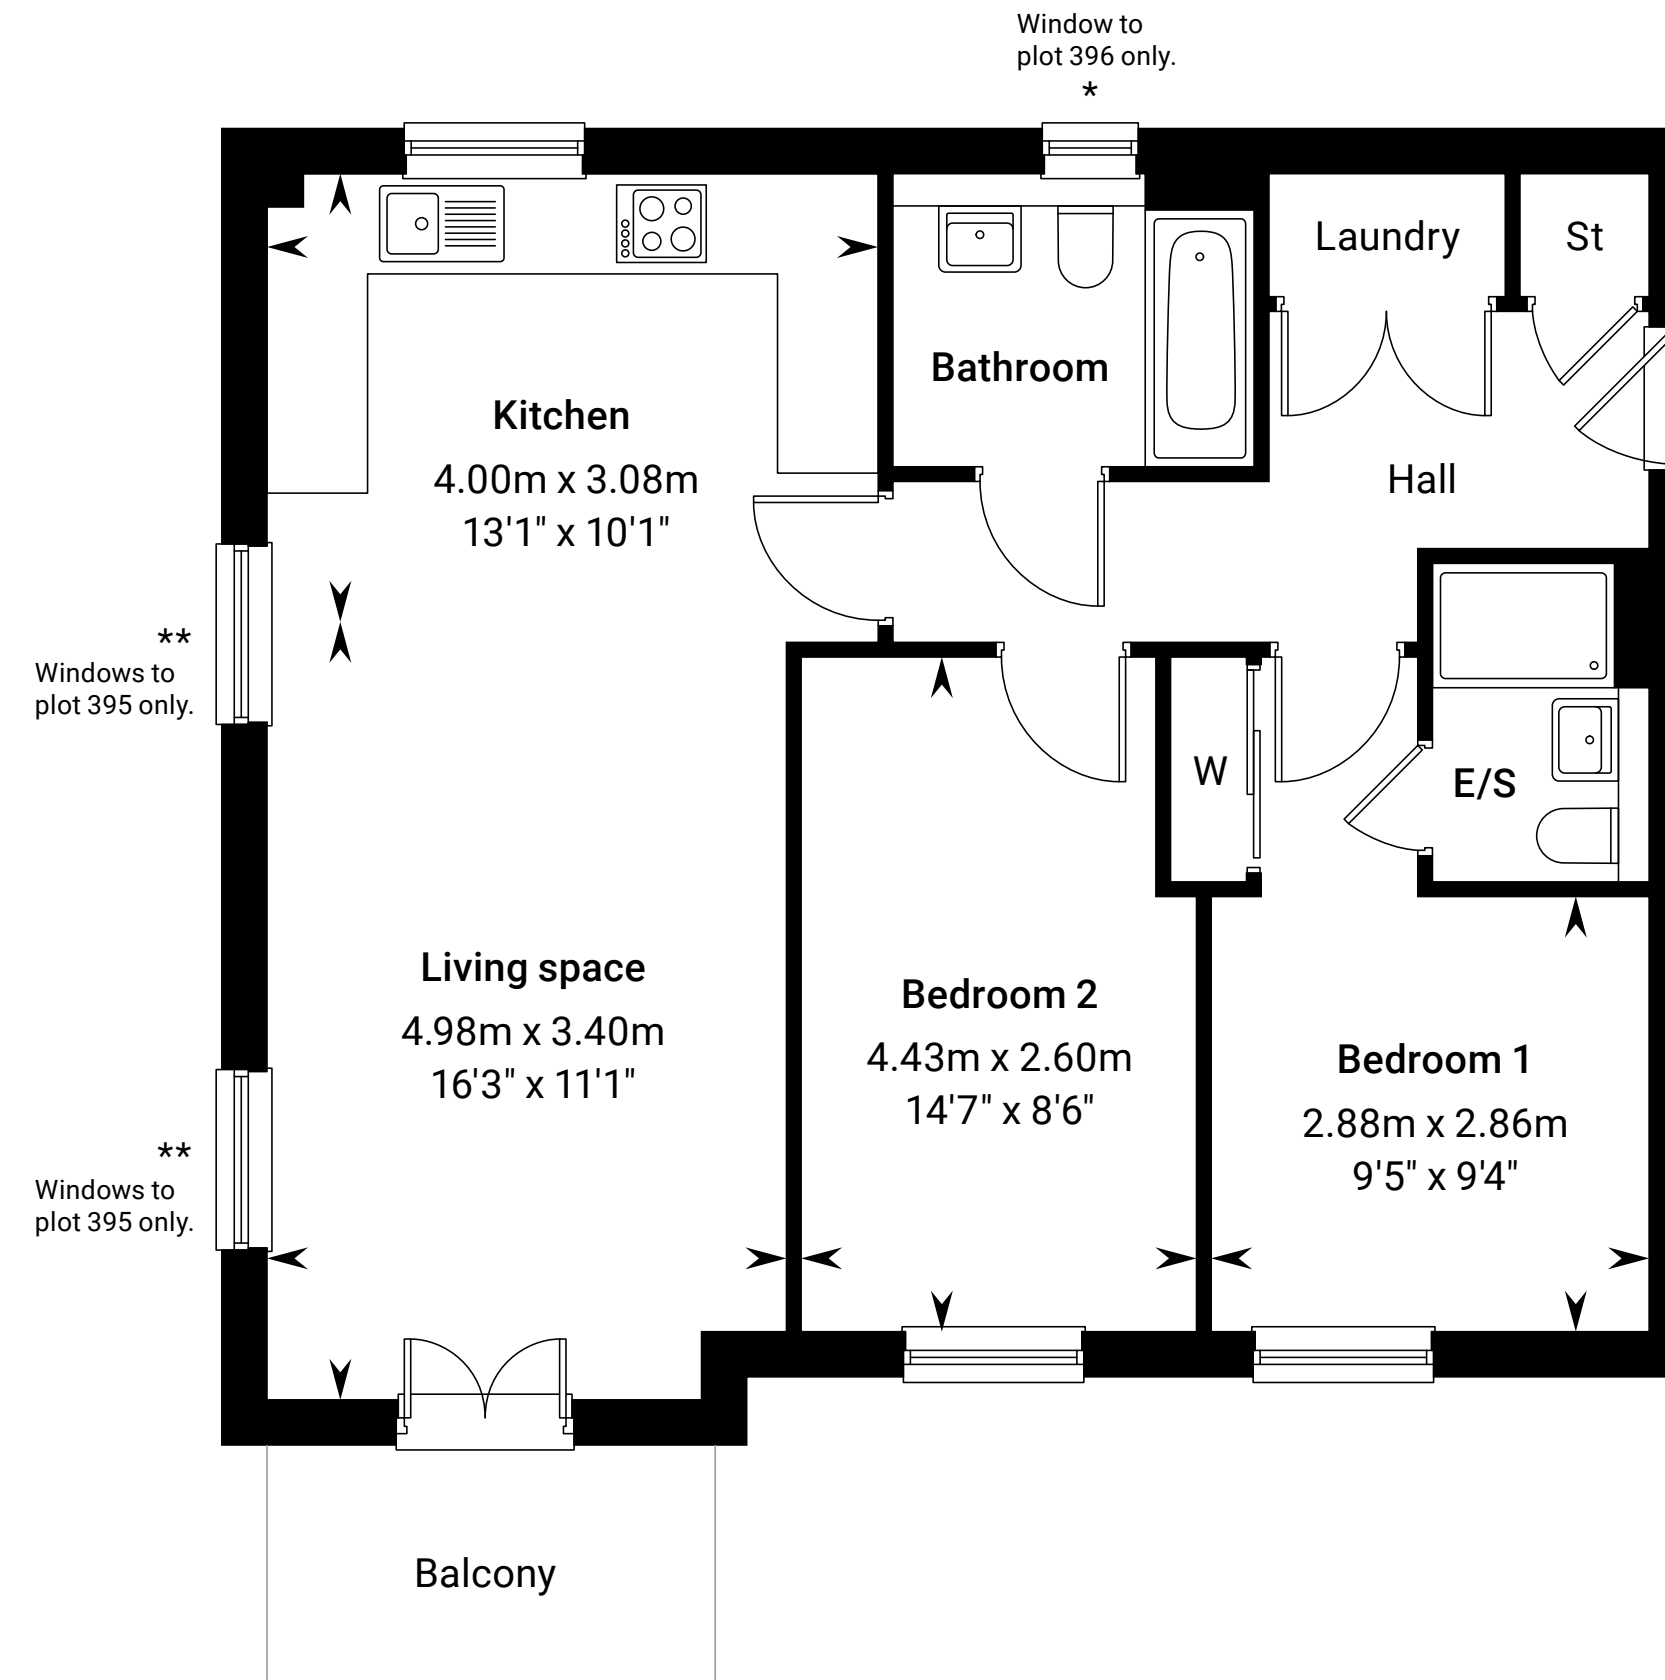 Window to
plot 396 only.
*
Laundry
St
Bathroom
Kitchen
4.00m x 3.08m
13'1" x 10'1"
Hall
**
Windows to
plot 395 only.
W
E/S
Living space
4.98m x 3.40m
16'3" x 11'1"
Bedroom 2
4.43m x 2.60m
14'7" x 8'6"
Bedroom 1
2.88m x 2.86m
9'5" x 9'4"
**
Windows to
plot 395 only.
Balcony